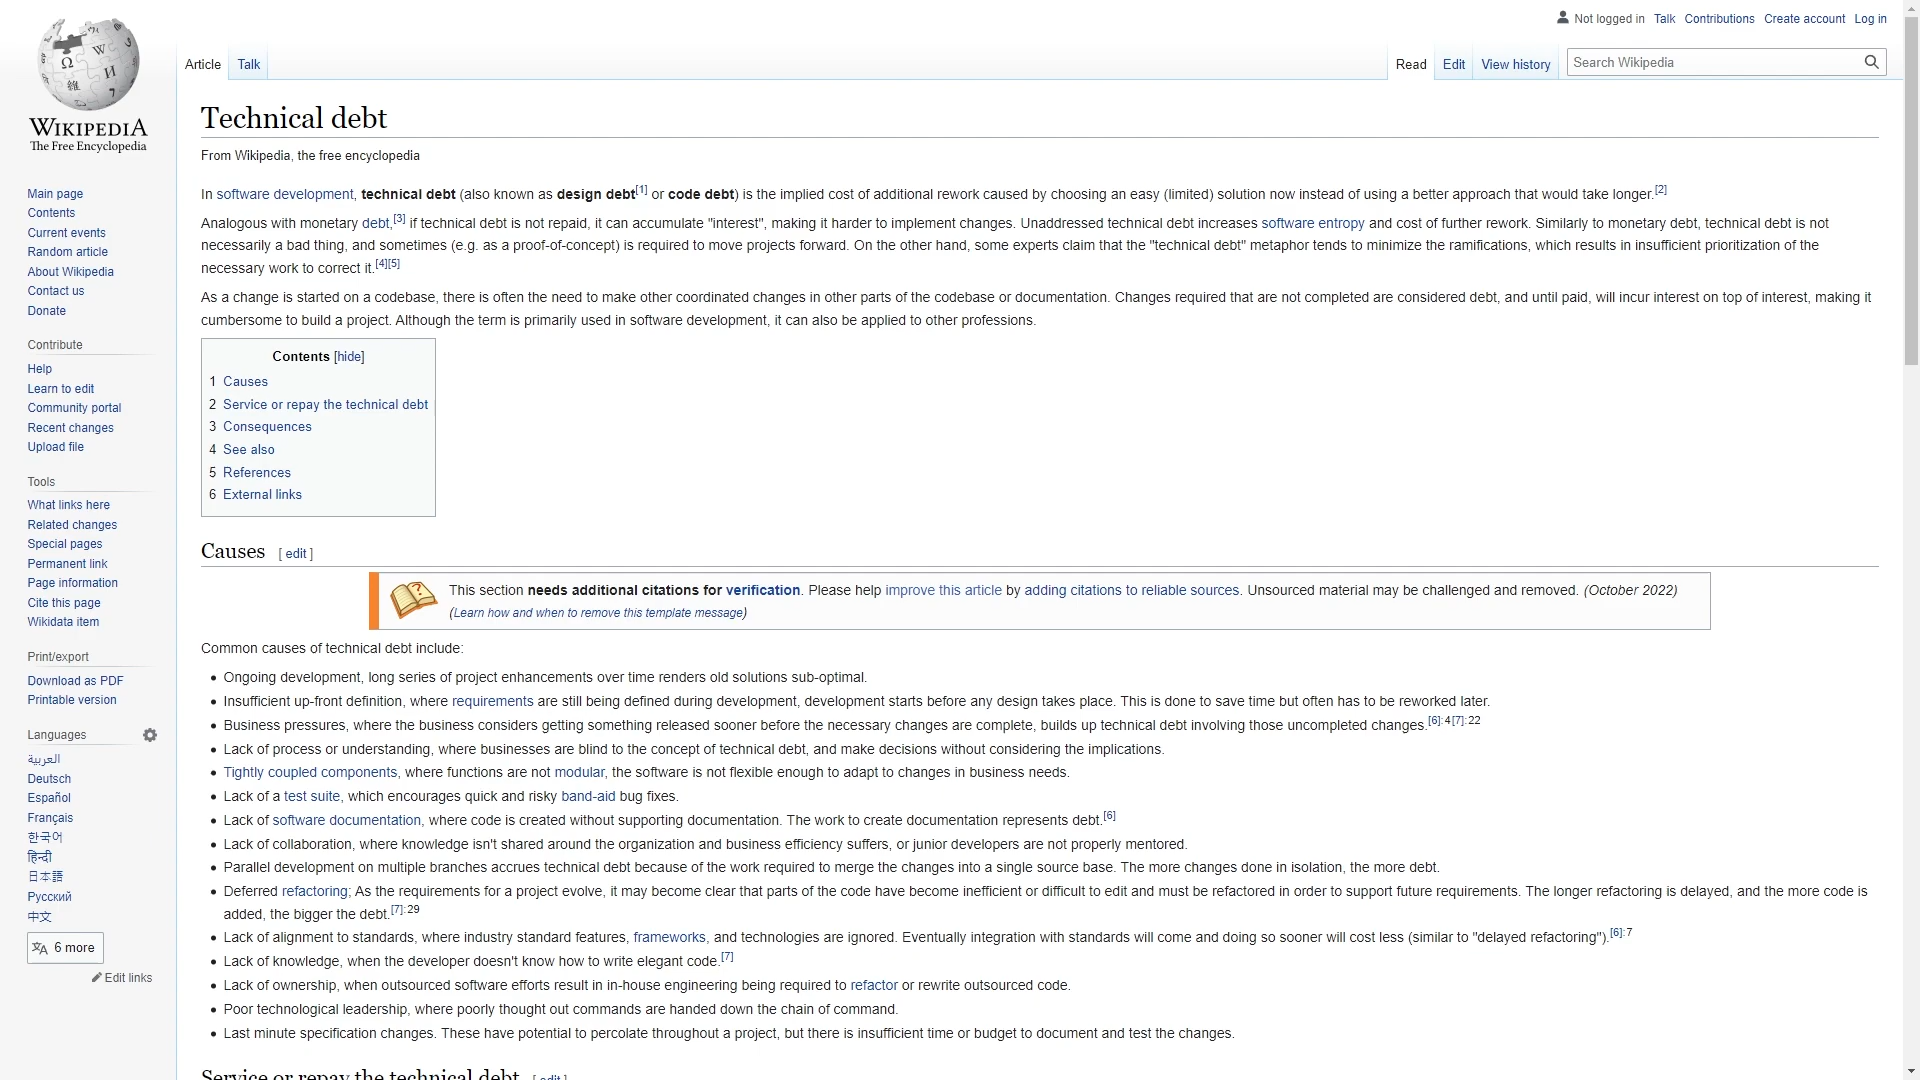 Not logged in Talk Contributions Create account Log in
Article Talk Read Edit View history Search Wikipedia
WIKIPEDIA
The Free Encyclopedia
Main page
Contents
Current events
Random article
About Wikipedia
Contact us
Donate
Contribute
Help
Learn to edit
Community portal
Recent changes
Upload file
Tools
What links here
Related changes
Special pages
Permanent link
Page information
Cite this page
Wikidata item
Print/export
Download as PDF
Printable version
Languages
العربية
Deutsch
Español
Français
한국어
हिन्दी
日本語
Русский
中文
6 more
Edit links
Technical debt
From Wikipedia, the free encyclopedia
In software development, technical debt (also known as design debt[1] or code debt) is the implied cost of additional rework caused by choosing an easy (limited) solution now instead of using a better approach that would take longer.[2]
Analogous with monetary debt,[3] if technical debt is not repaid, it can accumulate "interest", making it harder to implement changes. Unaddressed technical debt increases software entropy and cost of further rework. Similarly to monetary debt, technical debt is not
necessarily a bad thing, and sometimes (e.g. as a proof-of-concept) is required to move projects forward. On the other hand, some experts claim that the "technical debt" metaphor tends to minimize the ramifications, which results in insufficient prioritization of the
necessary work to correct it.[4][5]
As a change is started on a codebase, there is often the need to make other coordinated changes in other parts of the codebase or documentation. Changes required that are not completed are considered debt, and until paid, will incur interest on top of interest, making it
cumbersome to build a project. Although the term is primarily used in software development, it can also be applied to other professions.
Contents [hide]
1 Causes
2 Service or repay the technical debt
3 Consequences
4 See also
5 References
6 External links
Causes [ edit ]
This section needs additional citations for verification. Please help improve this article by adding citations to reliable sources. Unsourced material may be challenged and removed. (October 2022)
(Learn how and when to remove this template message)
Common causes of technical debt include:
• Ongoing development, long series of project enhancements over time renders old solutions sub-optimal.
• Insufficient up-front definition, where requirements are still being defined during development, development starts before any design takes place. This is done to save time but often has to be reworked later.
• Business pressures, where the business considers getting something released sooner before the necessary changes are complete, builds up technical debt involving those uncompleted changes.[6]:4[7]:22
• Lack of process or understanding, where businesses are blind to the concept of technical debt, and make decisions without considering the implications.
• Tightly coupled components, where functions are not modular, the software is not flexible enough to adapt to changes in business needs.
• Lack of a test suite, which encourages quick and risky band-aid bug fixes.
• Lack of software documentation, where code is created without supporting documentation. The work to create documentation represents debt.[6]
• Lack of collaboration, where knowledge isn't shared around the organization and business efficiency suffers, or junior developers are not properly mentored.
• Parallel development on multiple branches accrues technical debt because of the work required to merge the changes into a single source base. The more changes done in isolation, the more debt.
• Deferred refactoring; As the requirements for a project evolve, it may become clear that parts of the code have become inefficient or difficult to edit and must be refactored in order to support future requirements. The longer refactoring is delayed, and the more code is
added, the bigger the debt.[7]:29
• Lack of alignment to standards, where industry standard features, frameworks, and technologies are ignored. Eventually integration with standards will come and doing so sooner will cost less (similar to "delayed refactoring").[6]:7
• Lack of knowledge, when the developer doesn't know how to write elegant code.[7]
• Lack of ownership, when outsourced software efforts result in in-house engineering being required to refactor or rewrite outsourced code.
• Poor technological leadership, where poorly thought out commands are handed down the chain of command.
• Last minute specification changes. These have potential to percolate throughout a project, but there is insufficient time or budget to document and test the changes.
Service or repay the technical debt [ edit ]